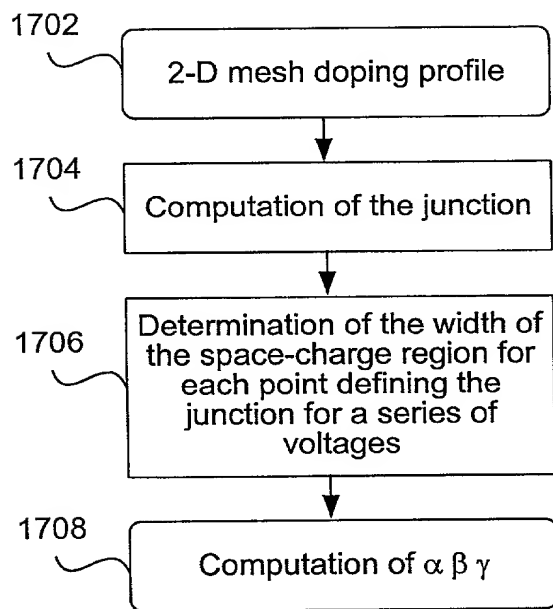 1702
2-D mesh doping profile
1704
Computation of the junction
1706
Determination of the width of
the space-charge region for
each point defining the
junction for a series of
voltages
1708
Computation of α β γ